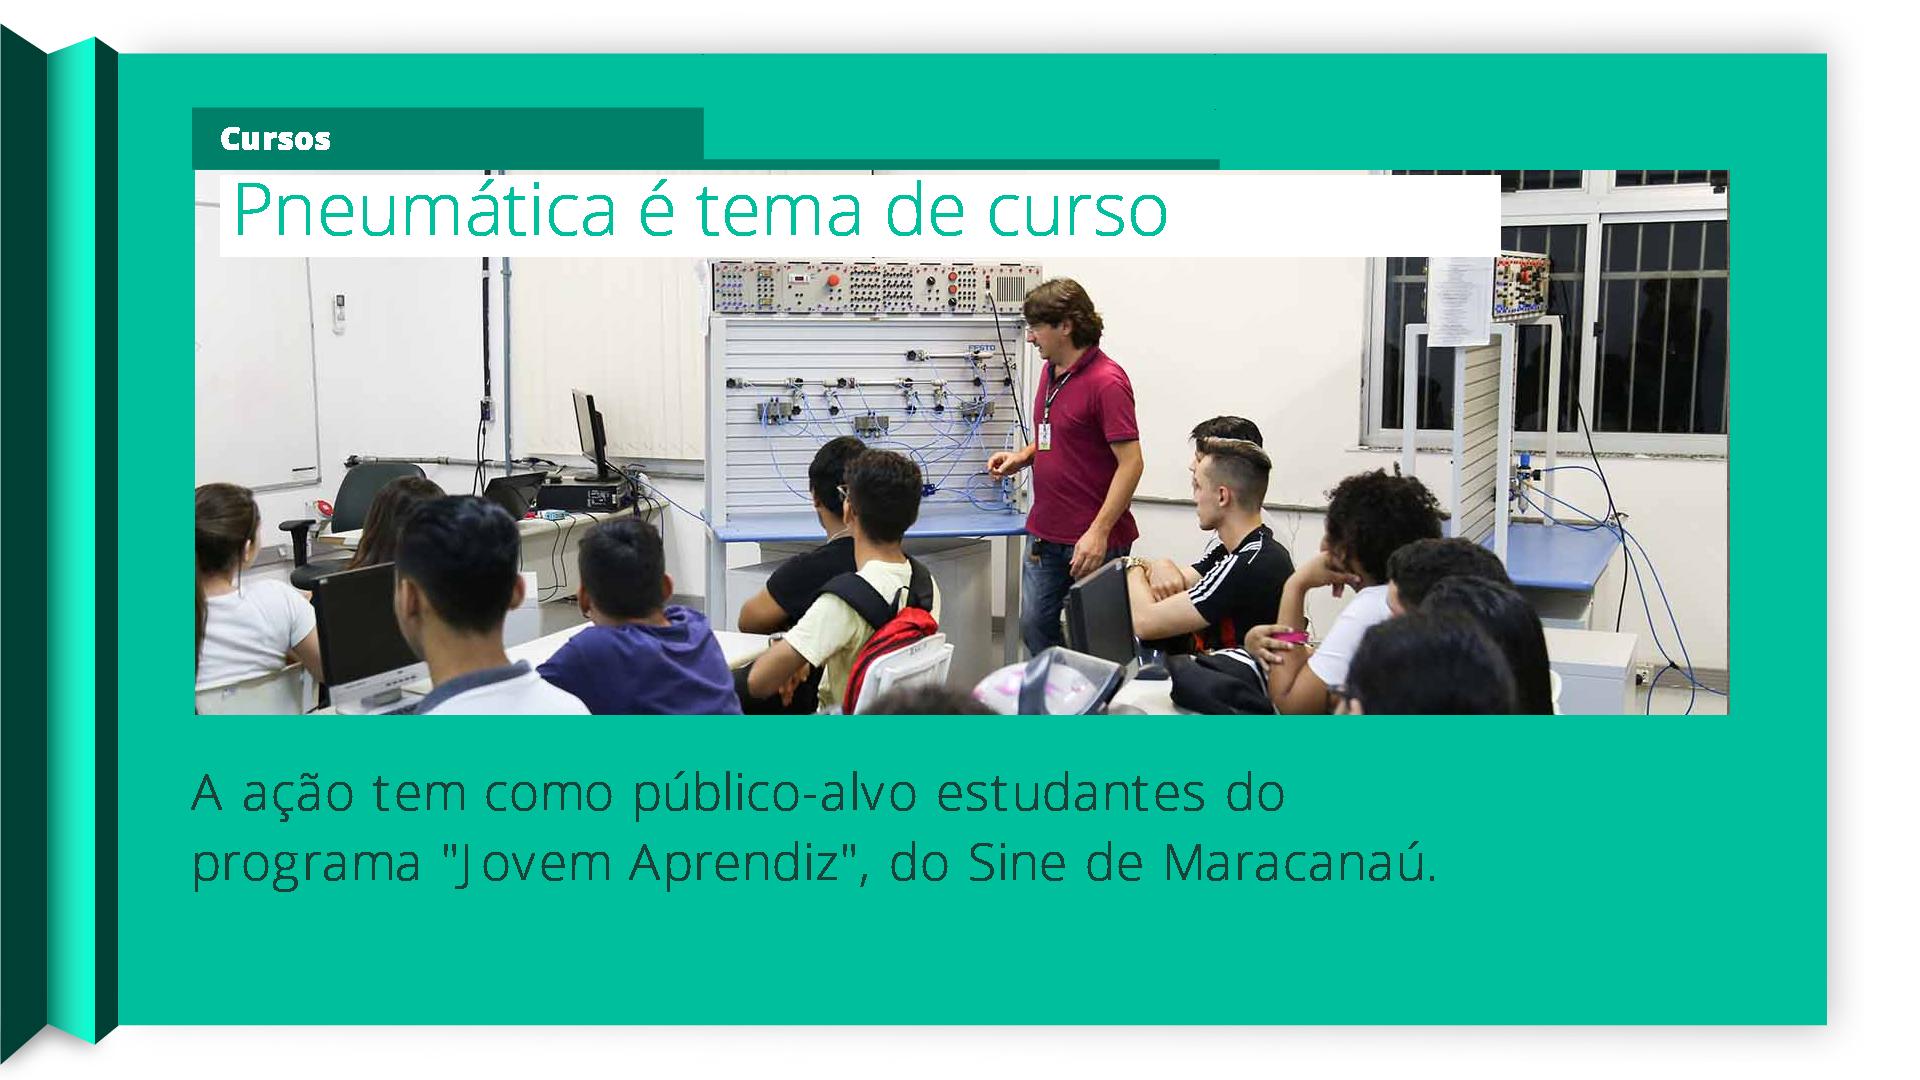 Cursos
Pneumática é tema de curso
FESTO
A ação tem como público-alvo estudantes do
programa "Jovem Aprendiz", do Sine de Maracanaú.